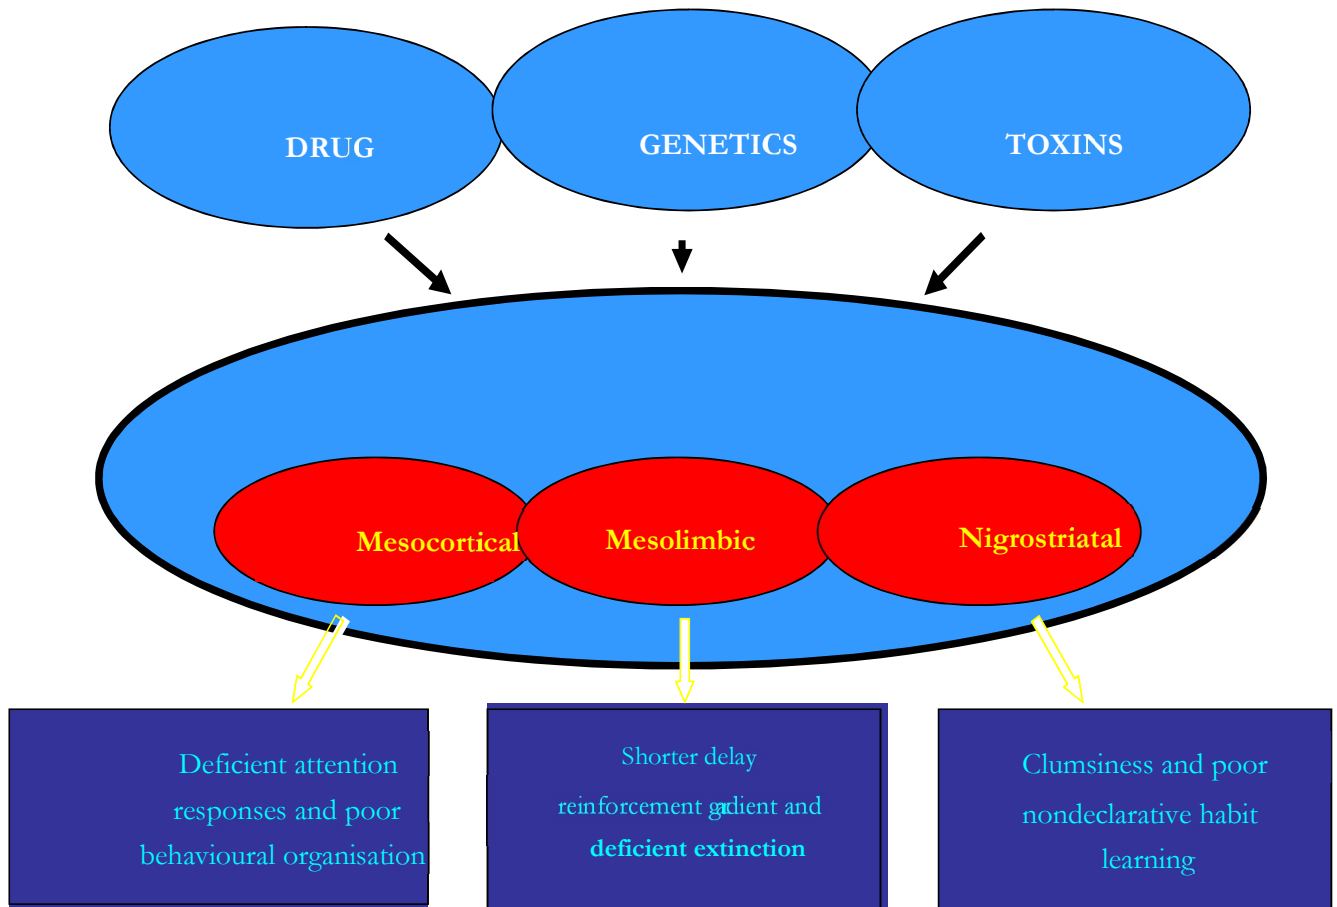 DRUG
GENETICS
TOXINS
Mesocortical
Mesolimbic
Nigrostriatal
Deficient attention
responses and poor
behavioural organisation
Shorter delay
reinforcement gradient and
deficient extinction
Clumsiness and poor
nondeclarative habit
learning